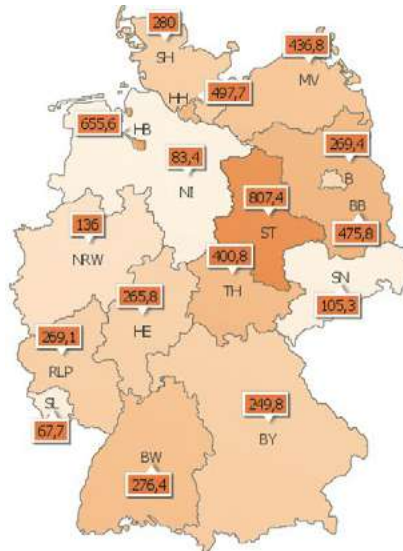 280
SH
436,8
MV
HH
497,7
655,6
HB
83,4
NI
269,4
B
BB
475,8
807,4
ST
136
NRW
400,8
TH
SN
105,3
265,8
HE
269,1
RLP
SL
67,7
249,8
BY
BW
276,4